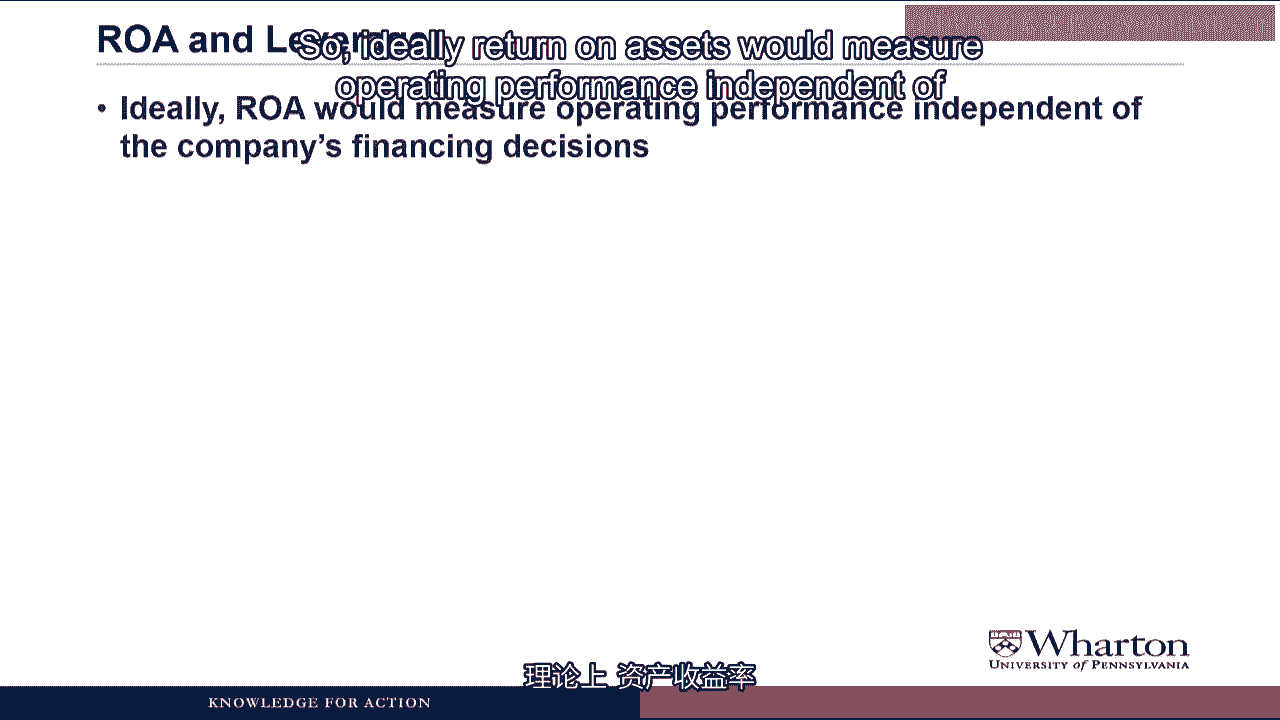 ROA and Leverage
So, ideally return on assets would measure
operating performance independent of
• Ideally, ROA would measure operating performance independent of
the company's financing decisions
Wharton
UNIVERSITY of PENNSYLVANIA
理论上 资产收益率
KNOWLEDGE FOR ACTION